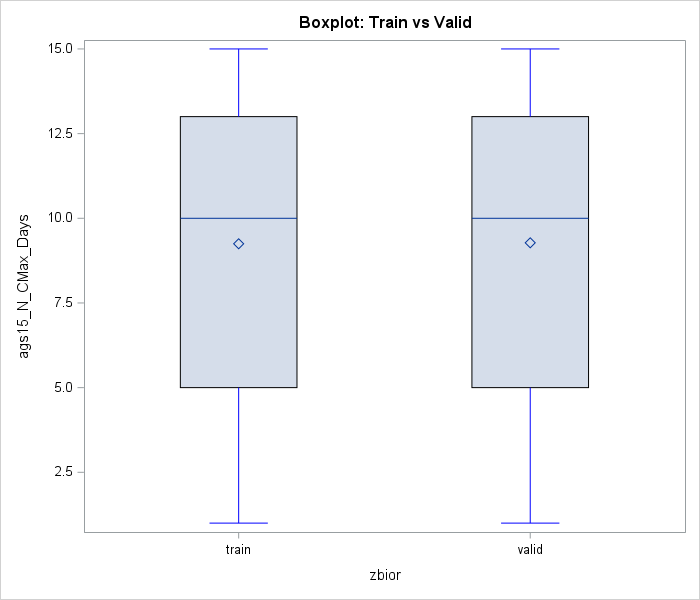 Boxplot: Train vs Valid
15.0
12.5
10.0
7.5
5.0
2.5
ags15_N_CMax_Days
train
valid
zbior